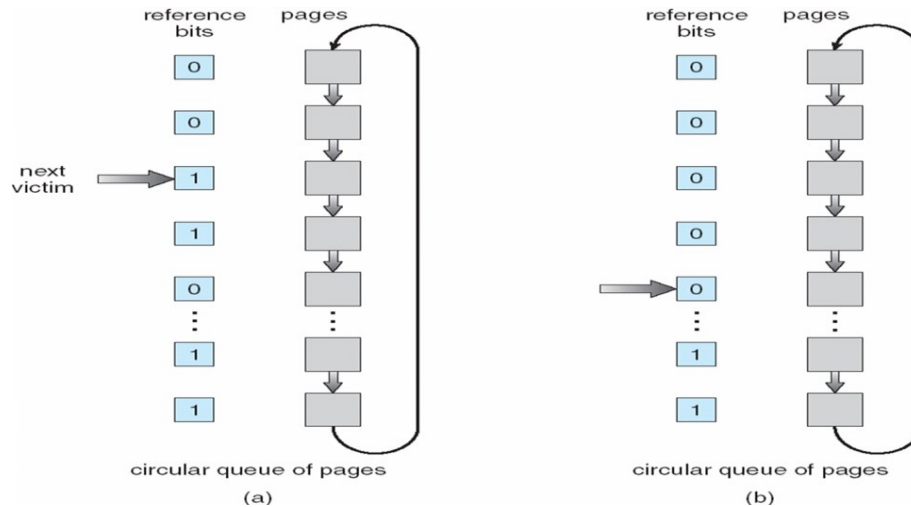 reference
bits
pages
0
0
next
victim
1
1
0
1
1
circular queue of pages
(a)
reference
bits
pages
0
0
0
0
0
1
1
circular queue of pages
(b)